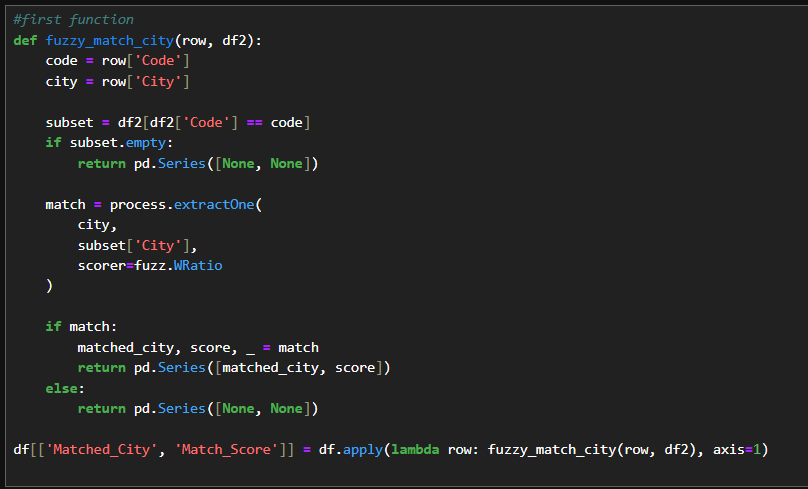 #first function
def fuzzy_match_city(row, df2):
    code = row['Code']
    city = row['City']

    subset = df2[df2['Code'] == code]
    if subset.empty:
        return pd.Series([None, None])

    match = process.extractOne(
        city,
        subset['City'],
        scorer=fuzz.WRatio
    )

    if match:
        matched_city, score, _ = match
        return pd.Series([matched_city, score])
    else:
        return pd.Series([None, None])

df[['Matched_City', 'Match_Score']] = df.apply(lambda row: fuzzy_match_city(row, df2), axis=1)